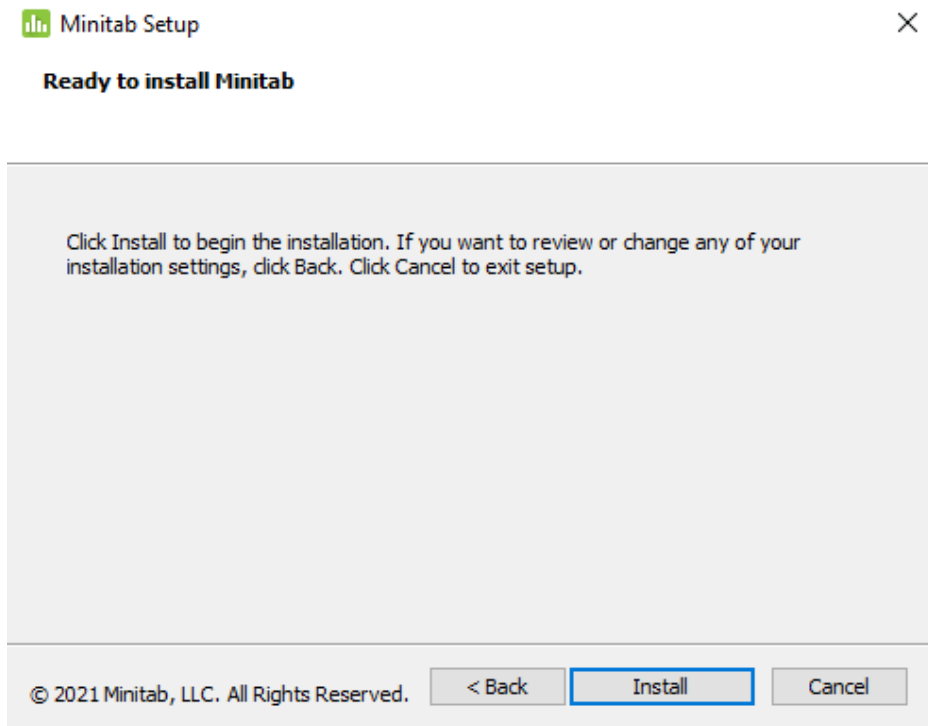 Minitab Setup
Ready to install Minitab
Click Install to begin the installation. If you want to review or change any of your
installation settings, click Back. Click Cancel to exit setup.
© 2021 Minitab, LLC. All Rights Reserved.
< Back
Install
Cancel